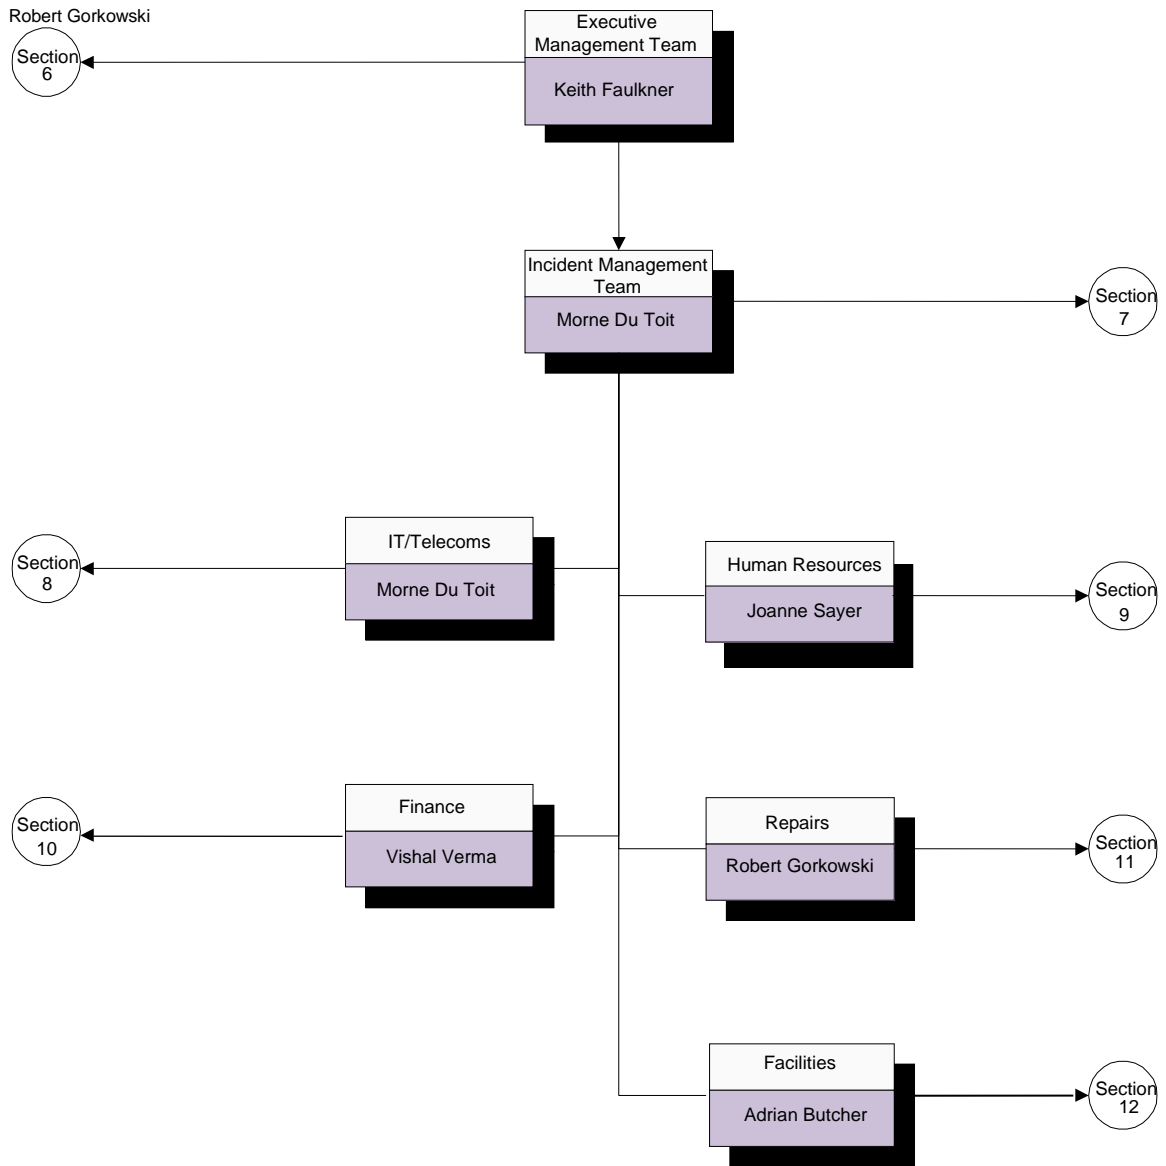 Robert Gorkowski
Section
6
Executive
Management Team
Keith Faulkner
Incident Management
Team
Morne Du Toit
Section
7
Section
8
IT/Telecoms
Morne Du Toit
Human Resources
Joanne Sayer
Section
9
Section
10
Finance
Vishal Verma
Repairs
Robert Gorkowski
Section
11
Facilities
Adrian Butcher
Section
12